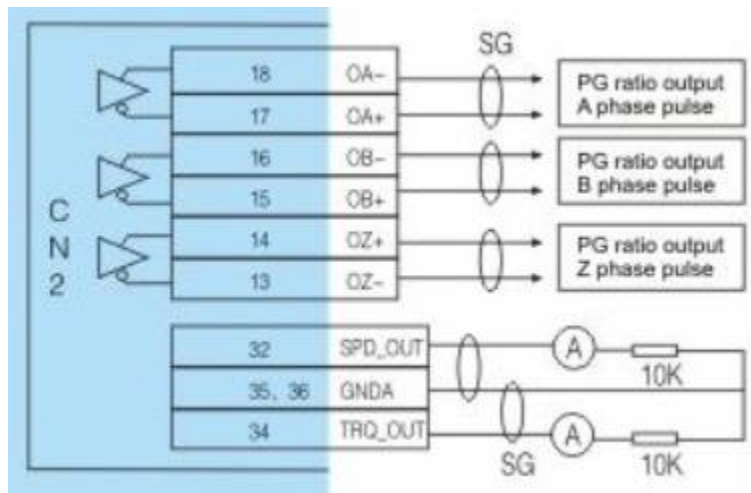 SG
18 OA-
17 OA+
16 OB-
15 OB+
14 OZ+
13 OZ-
PG ratio output
A phase pulse
PG ratio output
B phase pulse
PG ratio output
Z phase pulse
C
N
2
32 SPD_OUT
35, 36 GNDA
34 TRQ_OUT
A
10K
A
10K
SG